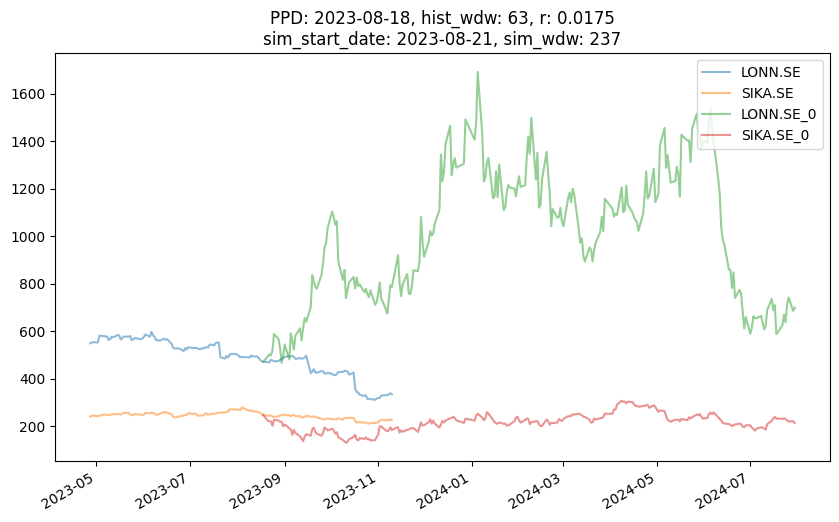 PPD: 2023-08-18, hist_wdw: 63, r: 0.0175
sim_start_date: 2023-08-21, sim_wdw: 237
LONN.SE
SIKA.SE
LONN.SE_0
SIKA.SE_0
1600
1400
1200
1000
800
600
400
200
2023-05
2023-07
2023-09
2023-11
2024-01
2024-03
2024-05
2024-07